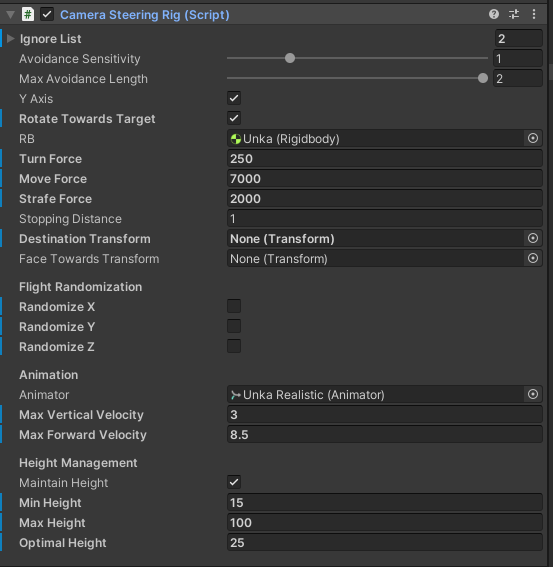 # Camera Steering Rig (Script)
Ignore List 2
Avoidance Sensitivity 1
Max Avoidance Length 2
Y Axis
Rotate Towards Target
RB Unka (Rigidbody)
Turn Force 250
Move Force 7000
Strafe Force 2000
Stopping Distance 1
Destination Transform None (Transform)
Face Towards Transform None (Transform)
Flight Randomization
Randomize X
Randomize Y
Randomize Z
Animation
Animator Unka Realistic (Animator)
Max Vertical Velocity 3
Max Forward Velocity 8.5
Height Management
Maintain Height
Min Height 15
Max Height 100
Optimal Height 25